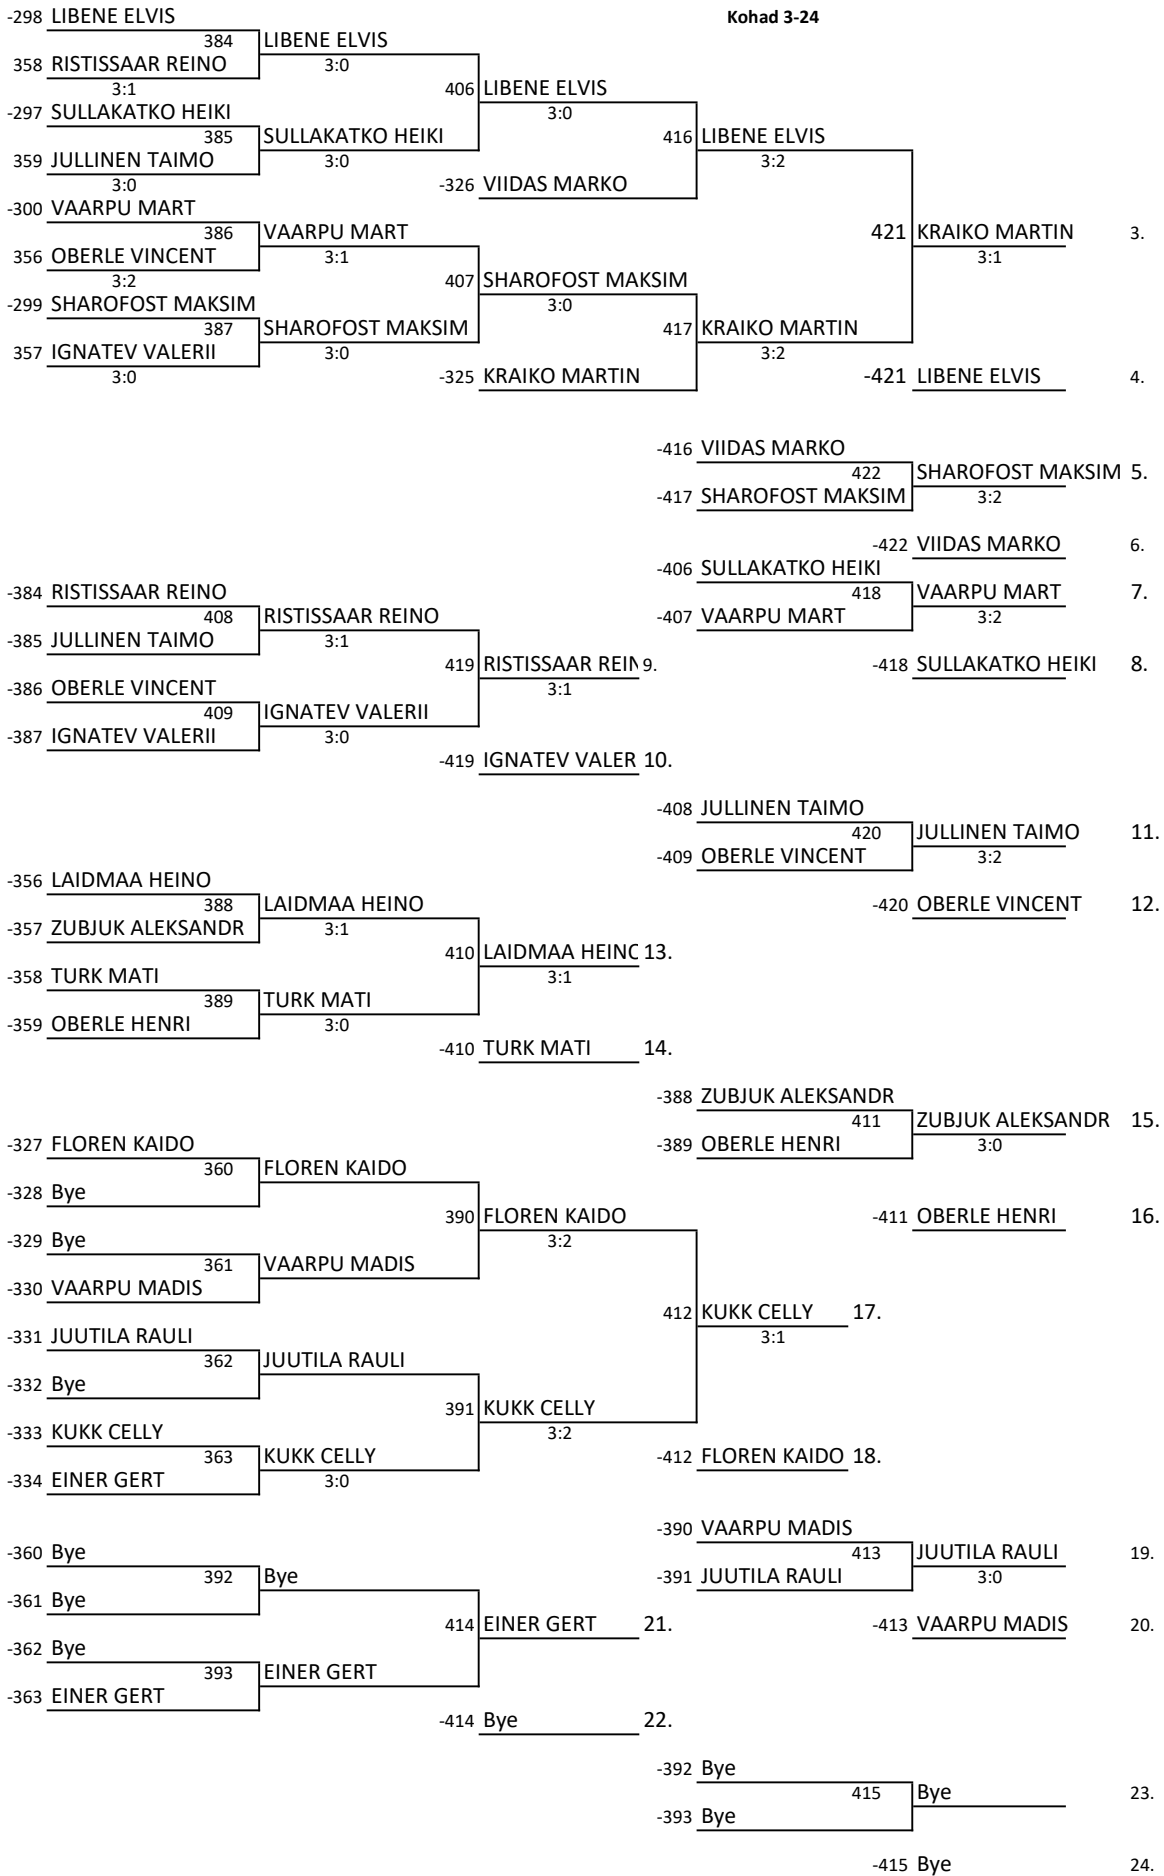 Kohad 3-24
-298 LIBENE ELVIS
384 LIBENE ELVIS
358 RISTISSAAR REINO 3:0
3:1 406 LIBENE ELVIS
-297 SULLAKATKO HEIKI 3:0
385 SULLAKATKO HEIKI 416 LIBENE ELVIS
359 JULLINEN TAIMO 3:0 3:2
3:0 -326 VIIDAS MARKO
-300 VAARPU MART
386 VAARPU MART 421 KRAIKO MARTIN 3.
356 OBERLE VINCENT 3:1 3:1
3:2 407 SHAROFOST MAKSIM
-299 SHAROFOST MAKSIM 3:0
387 SHAROFOST MAKSIM 417 KRAIKO MARTIN
357 IGNATEV VALERII 3:0 3:2
3:0 -325 KRAIKO MARTIN -421 LIBENE ELVIS 4.
-416 VIIDAS MARKO
422 SHAROFOST MAKSIM 5.
-417 SHAROFOST MAKSIM 3:2
-422 VIIDAS MARKO 6.
-406 SULLAKATKO HEIKI
-384 RISTISSAAR REINO 418 VAARPU MART 7.
408 RISTISSAAR REINO -407 VAARPU MART 3:2
-385 JULLINEN TAIMO 3:1
419 RISTISSAAR REIN 9. -418 SULLAKATKO HEIKI 8.
-386 OBERLE VINCENT 3:1
409 IGNATEV VALERII
-387 IGNATEV VALERII 3:0
-419 IGNATEV VALER 10.
-408 JULLINEN TAIMO
420 JULLINEN TAIMO 11.
-409 OBERLE VINCENT 3:2
-356 LAIDMAA HEINO
388 LAIDMAA HEINO -420 OBERLE VINCENT 12.
-357 ZUBJUK ALEKSANDR 3:1
410 LAIDMAA HEINO 13.
-358 TURK MATI 3:1
389 TURK MATI
-359 OBERLE HENRI 3:0
-410 TURK MATI 14.
-388 ZUBJUK ALEKSANDR
411 ZUBJUK ALEKSANDR 15.
-327 FLOREN KAIDO -389 OBERLE HENRI 3:0
360 FLOREN KAIDO
-328 Bye
390 FLOREN KAIDO -411 OBERLE HENRI 16.
-329 Bye 3:2
361 VAARPU MADIS
-330 VAARPU MADIS
412 KUKK CELLY 17.
-331 JUUTILA RAULI 3:1
362 JUUTILA RAULI
-332 Bye
391 KUKK CELLY
-333 KUKK CELLY 3:2
363 KUKK CELLY -412 FLOREN KAIDO 18.
-334 EINER GERT 3:0
-390 VAARPU MADIS
-360 Bye 413 JUUTILA RAULI 19.
392 Bye -391 JUUTILA RAULI 3:0
-361 Bye
414 EINER GERT 21. -413 VAARPU MADIS 20.
-362 Bye
393 EINER GERT
-363 EINER GERT
-414 Bye 22.
-392 Bye
415 Bye 23.
-393 Bye
-415 Bye 24.